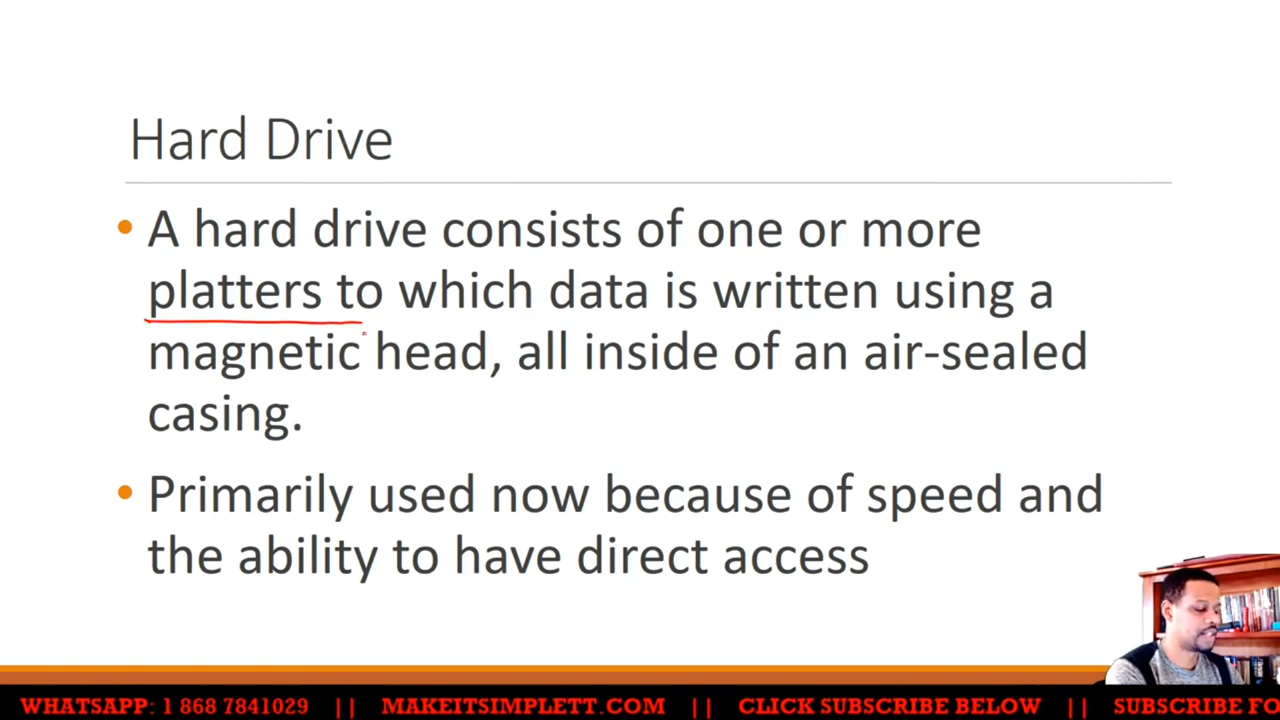 Hard Drive
• A hard drive consists of one or more
platters to which data is written using a
magnetic head, all inside of an air-sealed
casing.
• Primarily used now because of speed and
the ability to have direct access
WHATSAPP: 1 868 7841029 || MAKEITSIMPLETT.COM || CLICK SUBSCRIBE BELOW || SUBSCRIBE FO